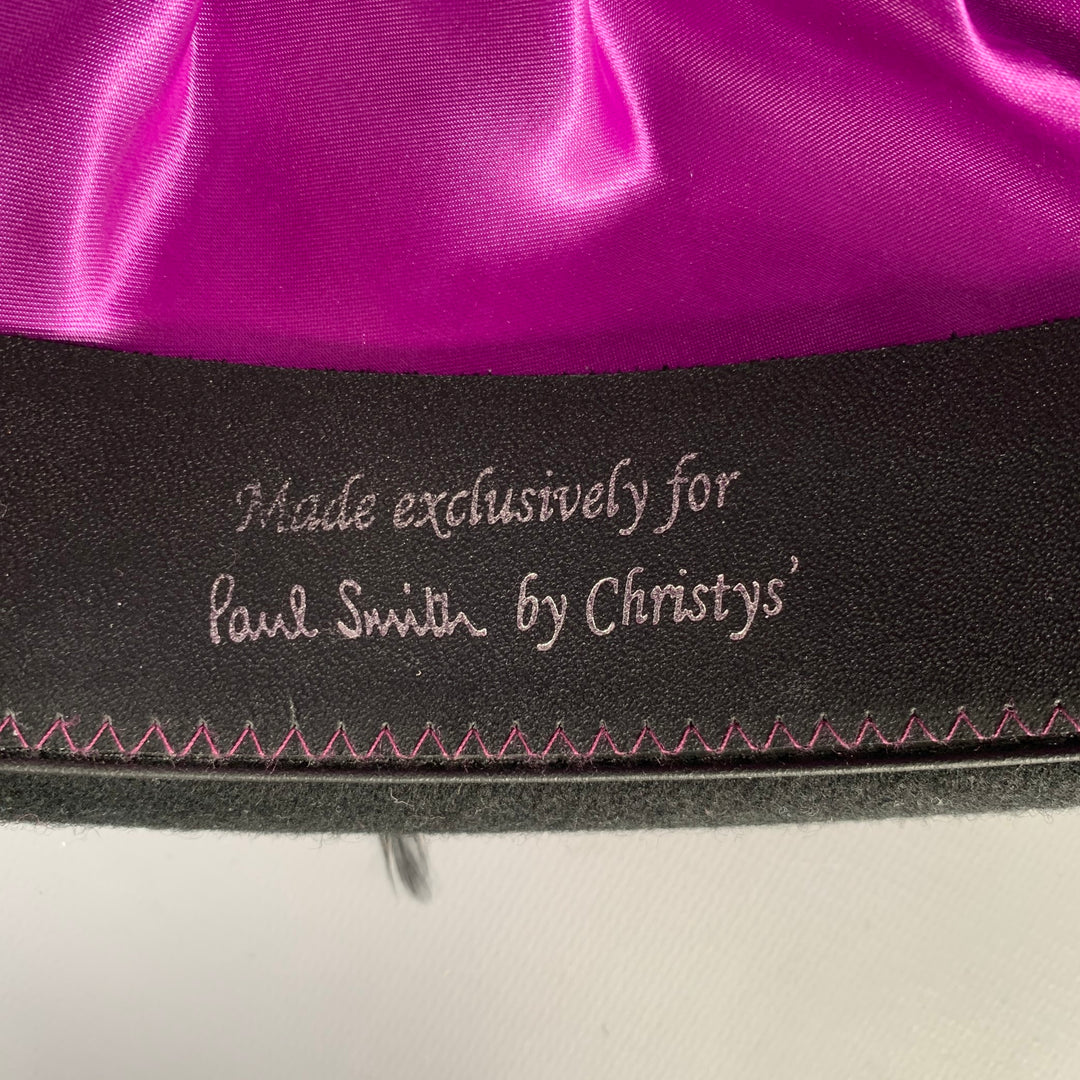 Made exclusively for
Paul Smith by Christys'